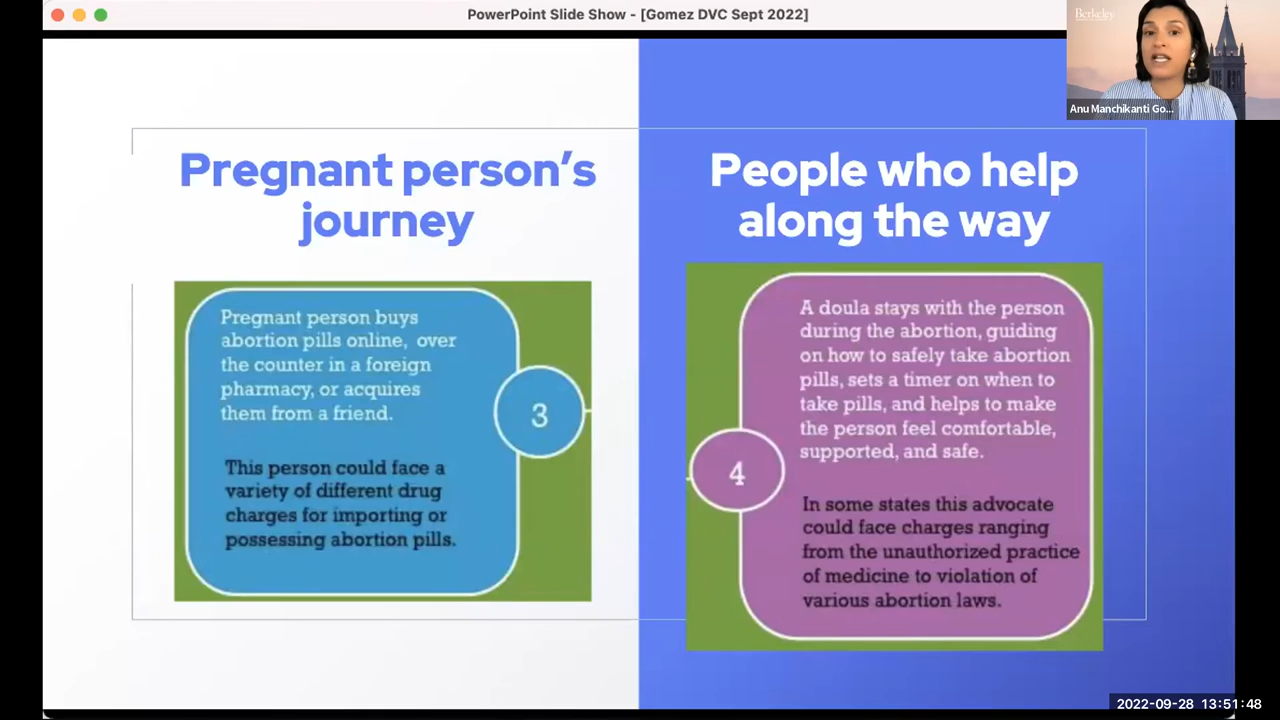 PowerPoint Slide Show - [Gomez DVC Sept 2022]
Berkeley
Anu Manchikanti Go...
Pregnant person's
journey
Pregnant person buys
abortion pills online, over
the counter in a foreign
pharmacy, or acquires
them from a friend.
3
This person could face a
variety of different drug
charges for importing or
possessing abortion pills.
People who help
along the way
A doula stays with the person
during the abortion, guiding
on how to safely take abortion
pills, sets a timer on when to
take pills, and helps to make
the person feel comfortable,
supported, and safe.
4
In some states this advocate
could face charges ranging
from the unauthorized practice
of medicine to violation of
various abortion laws.
2022-09-28 13:51:48